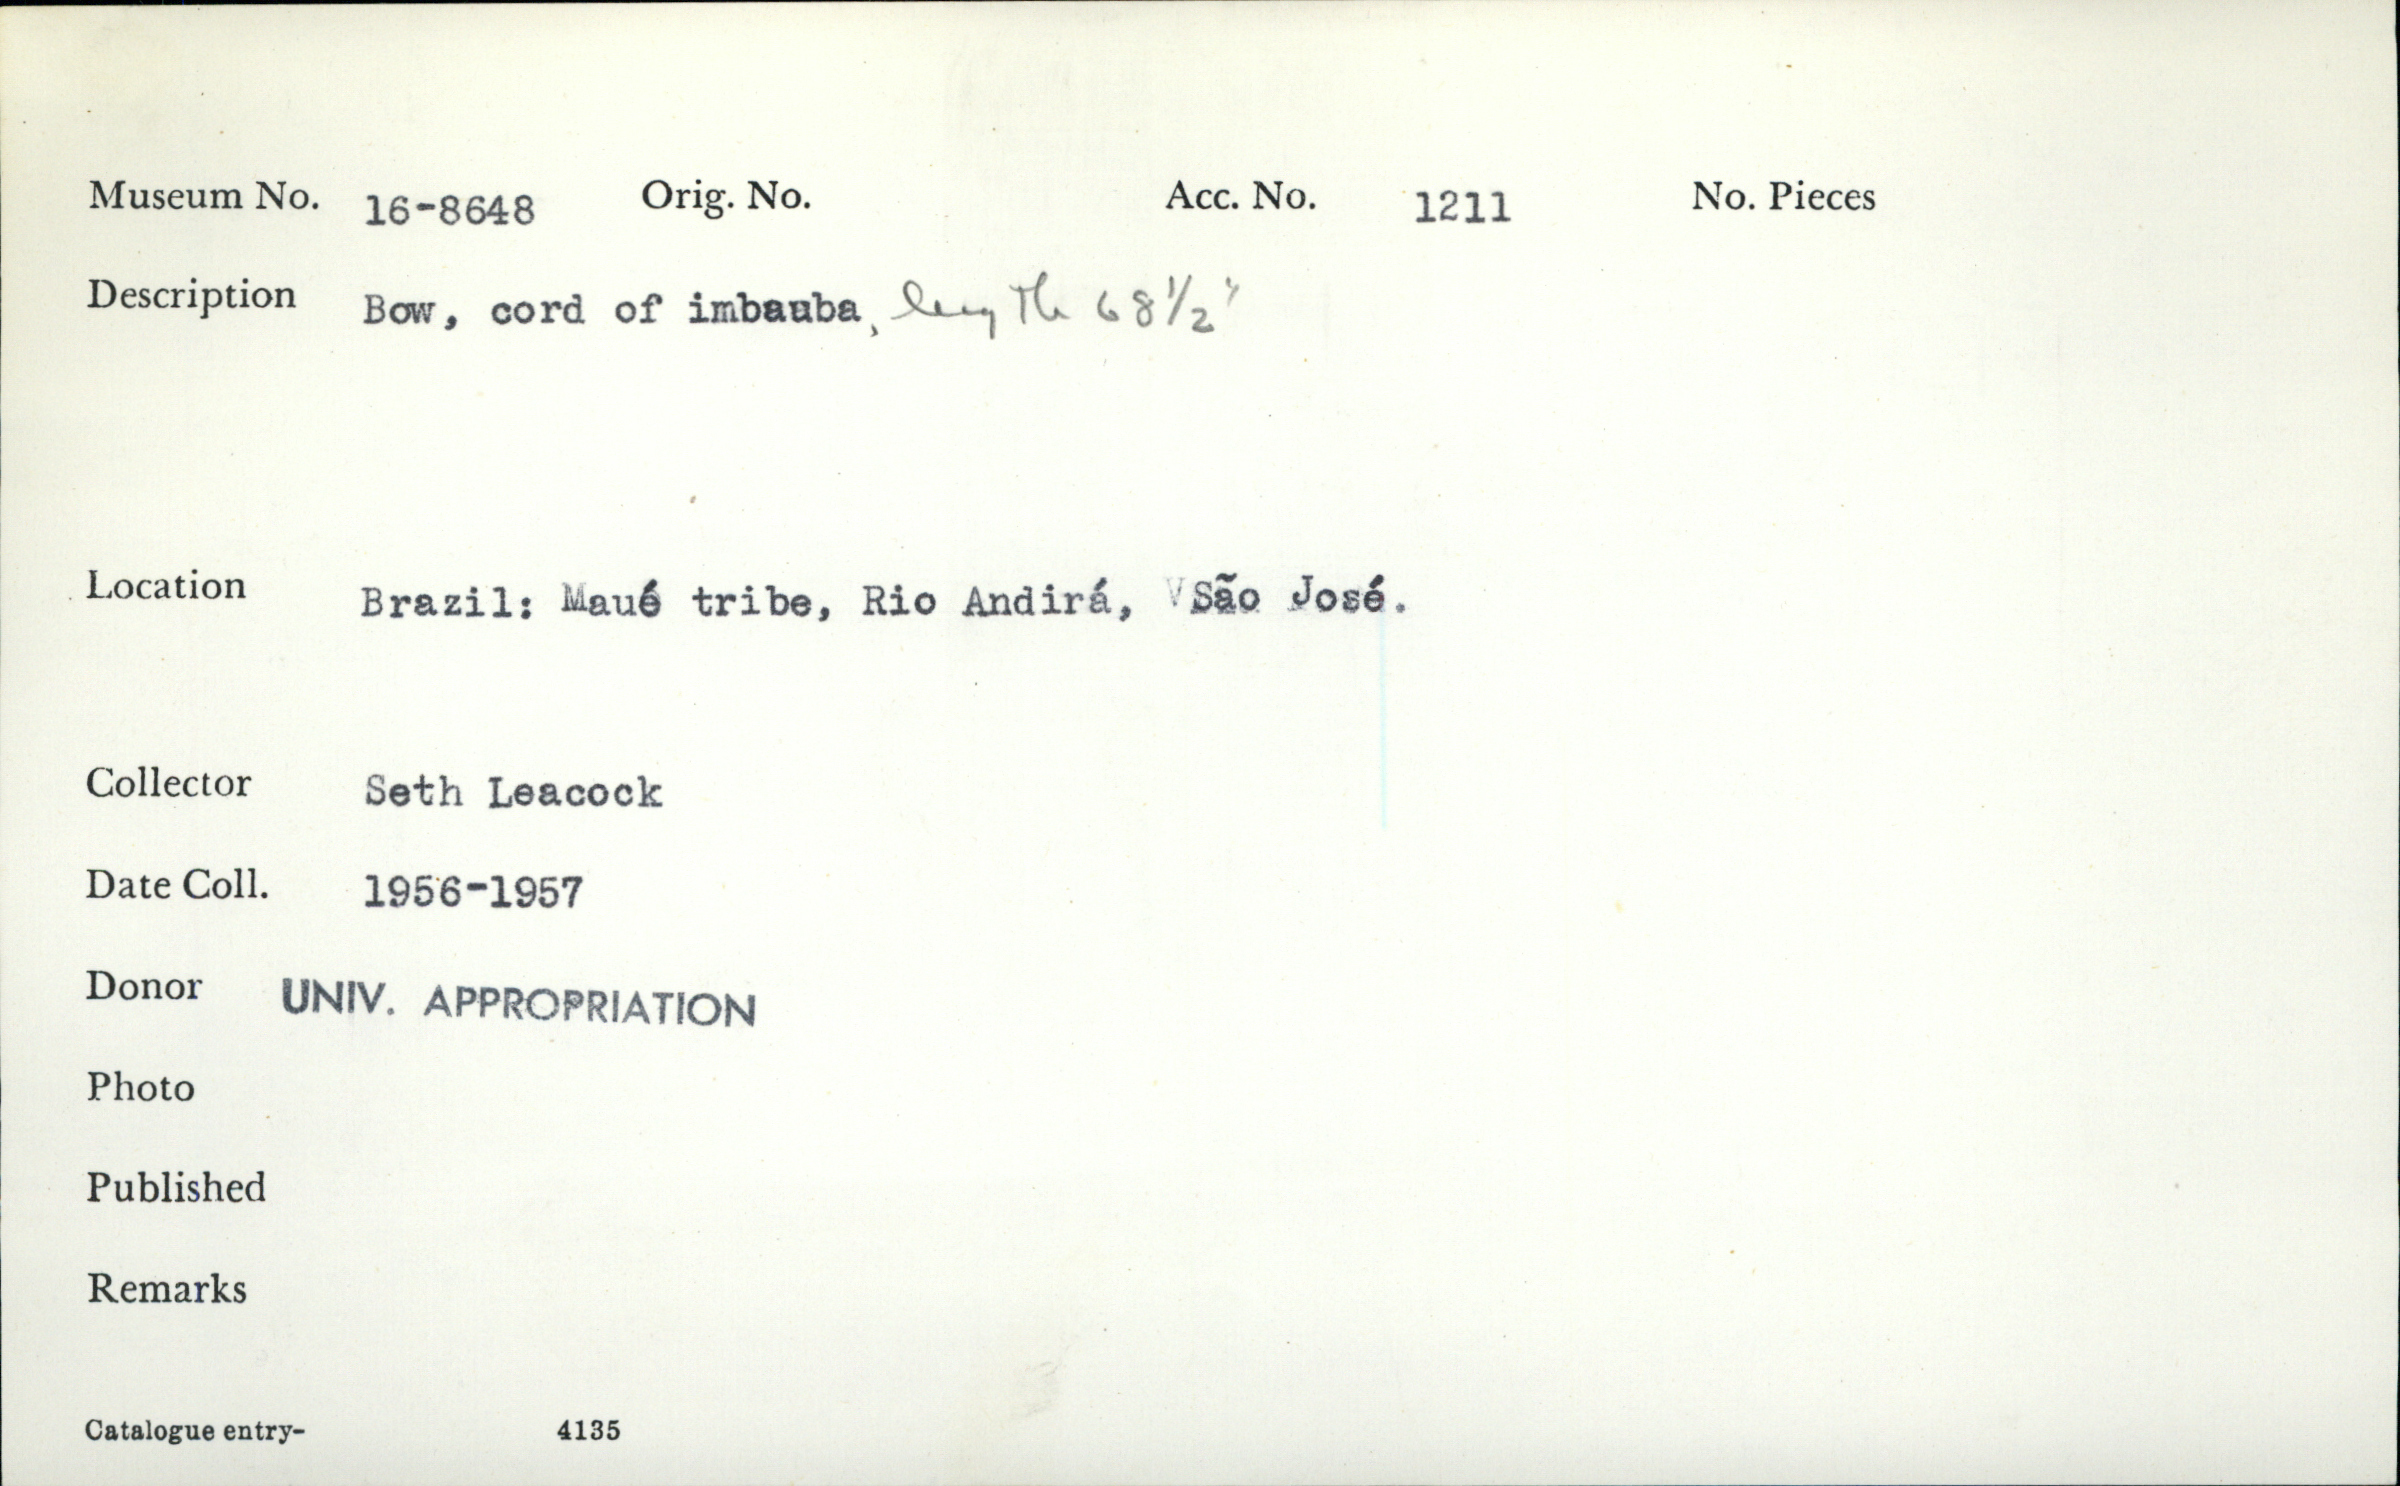 Museum No. 16-8648 Orig. No. Acc. No. 1211 No. Pieces
Description Bow, cord of imbauba, length 68 1/2"
Location Brazil: Maué tribe, Rio Andirá, São José.
Collector Seth Leacock
Date Coll. 1956-1957
Donor UNIV. APPROPRIATION
Photo
Published
Remarks
Catalogue entry- 4135